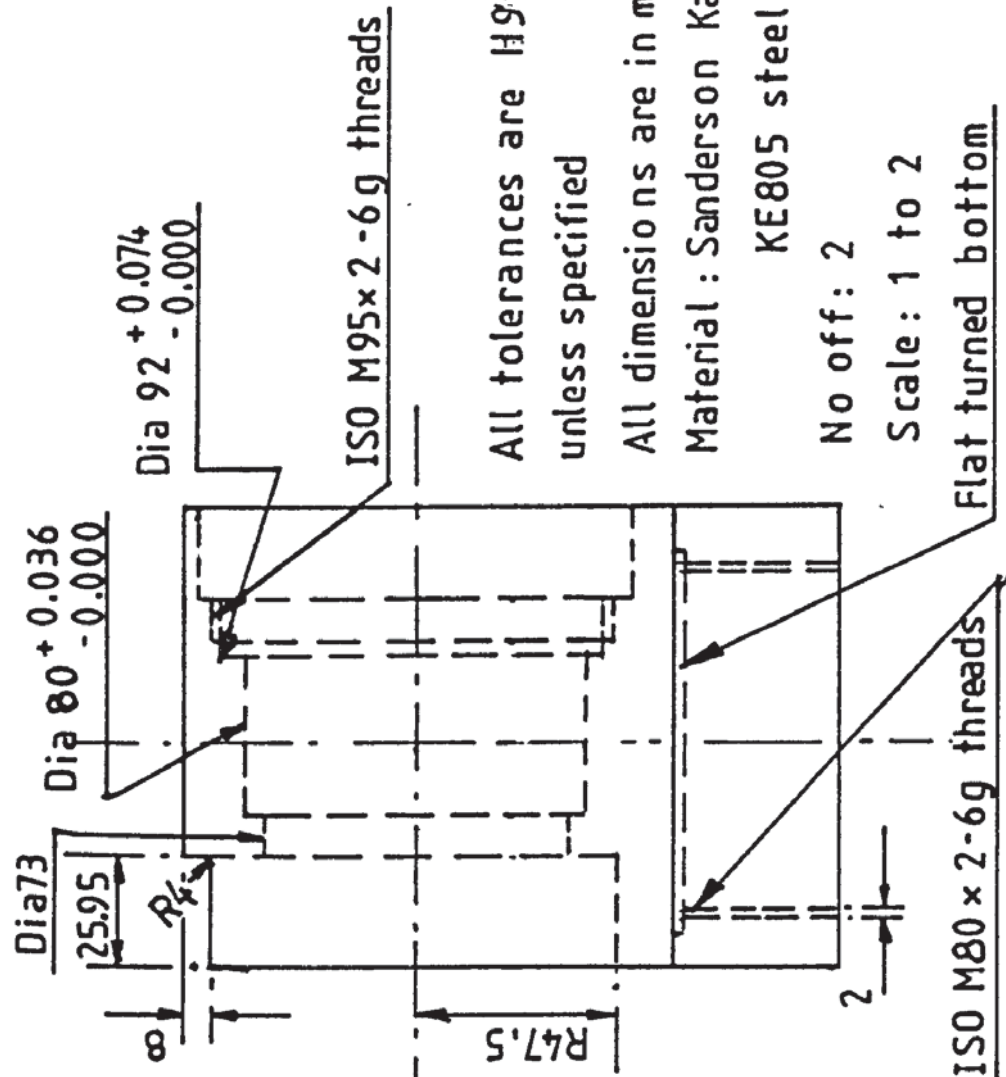 Dia 92 + 0.074
- 0.000
Dia 80 + 0.036
- 0.000
Dia73
25.95
R4
8
R47.5
2
ISO M95×2-6g threads
All tolerances are H9
unless specified
All dimensions are in
Material : Sanderson
KE805 steel
No off : 2
Scale : 1 to 2
Flat turned bottom
ISO M80 × 2-6g threads